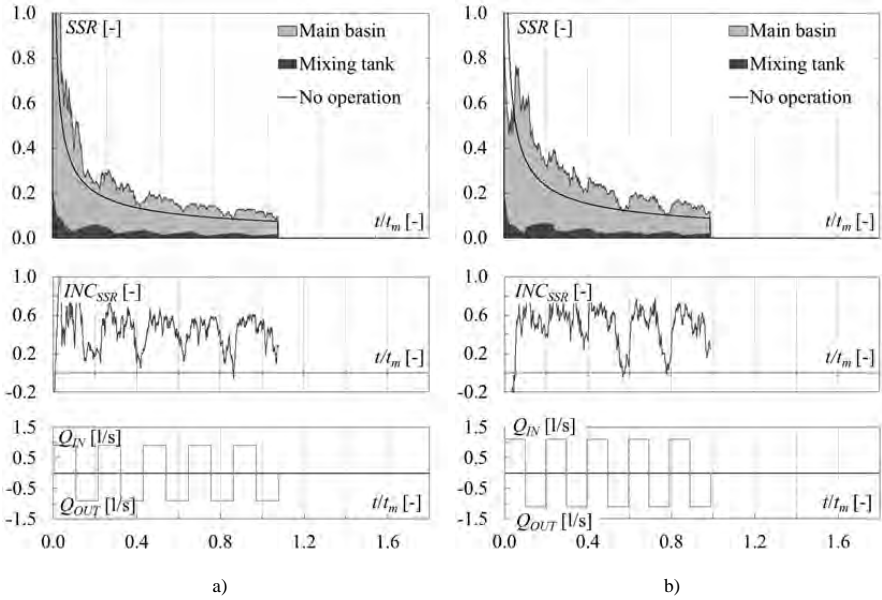 1.0
SSR [-]
Main basin
0.8
Mixing tank
0.6
No operation
0.4
0.2
t/tm [-]
0.0
1.0
INCSSR [-]
0.6
0.2
t/tm [-]
-0.2
1.5
QIN [l/s]
0.5
-0.5
QOUT [l/s]
t/tm [-]
-1.5
0.0 0.4 0.8 1.2 1.6
a)
1.0
SSR [-]
Main basin
0.8
Mixing tank
0.6
No operation
0.4
0.2
t/tm [-]
0.0
1.0
INCSSR [-]
0.6
0.2
t/tm [-]
-0.2
1.5
QIN [l/s]
0.5
-0.5
t/tm [-]
-1.5
QOUT [l/s]
0.0 0.4 0.8 1.2 1.6
b)